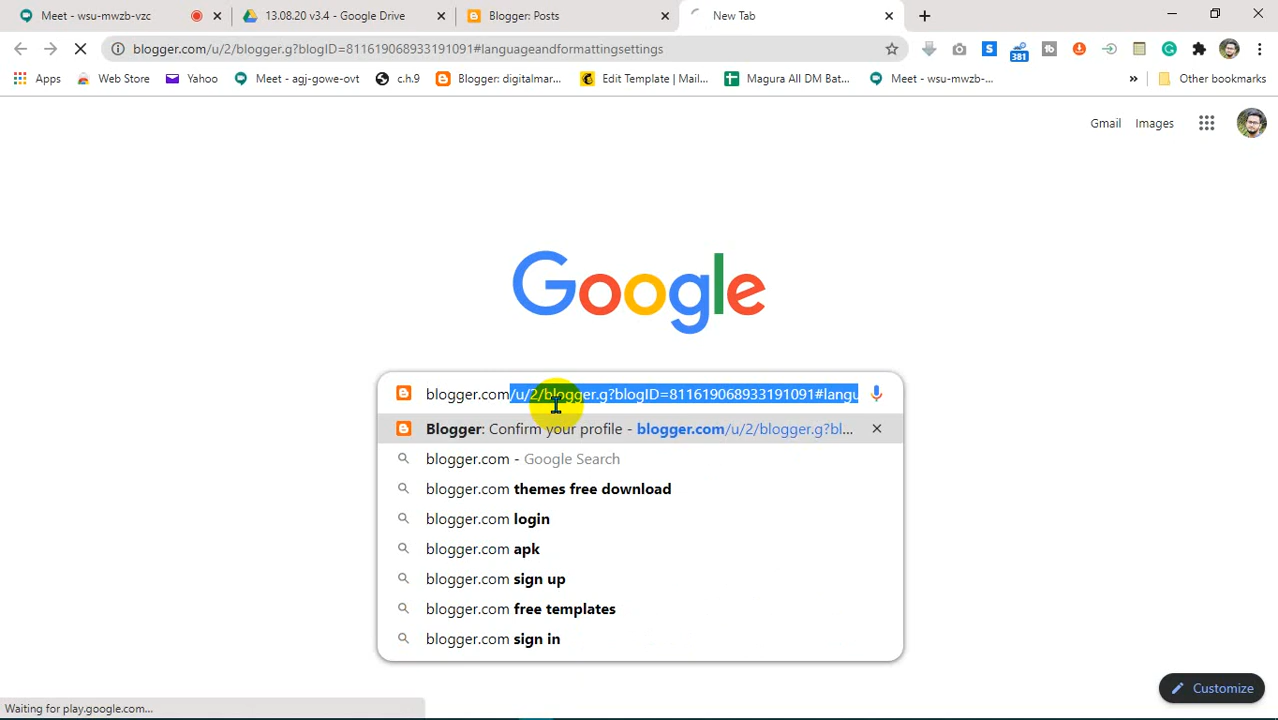 Meet - wsu-mwzb-vzc
13.08.20 v3.4 - Google Drive
Blogger: Posts
New Tab
blogger.com/u/2/blogger.g?blogID=811619068933191091#languageandformattingsettings
381
Apps
Web Store
Yahoo
Meet - agj-gowe-ovt
c.h.9
Blogger: digitalmar...
Edit Template | Mail...
Magura All DM Bat...
Meet - wsu-mwzb-...
»
Other bookmarks
Gmail
Images
Google
blogger.com/u/2/blogger.g?blogID=811619068933191091#langu
Blogger: Confirm your profile - blogger.com/u/2/blogger.g?bl...
blogger.com - Google Search
blogger.com themes free download
blogger.com login
blogger.com apk
blogger.com sign up
blogger.com free templates
blogger.com sign in
Customize
Waiting for play.google.com...